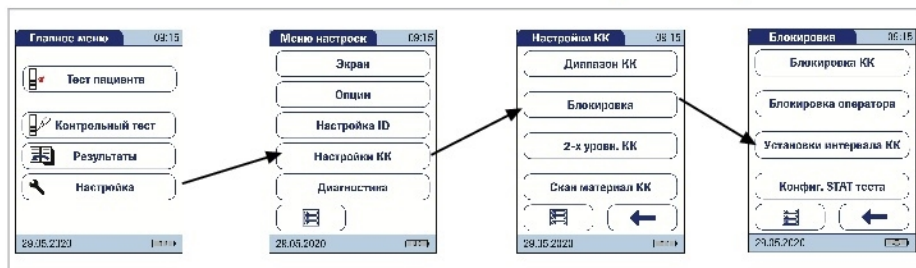 Главное меню 09:15
Тест пациента
Контрольный тест
Результаты
Настройка
29.05.2020
Меню настроек 09:15
Экран
Опции
Настройка ID
Настройки КК
Диагностика
29.05.2020
Настройки КК 09:15
Диапазон КК
Блокировка
2-х уровн. КК
Скан материал КК
29.05.2020
Блокировка 09:15
Блокировка КК
Блокировка оператора
Установки интервала КК
Конфиг. STAT теста
29.05.2020